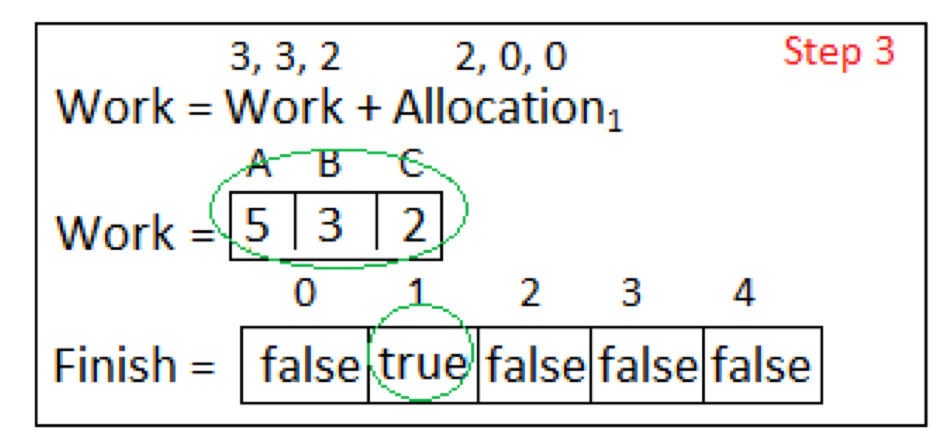 3, 3, 2 2, 0, 0 Step 3
Work = Work + Allocation₁
A B C
Work = 5 3 2
0 1 2 3 4
Finish = false true false false false